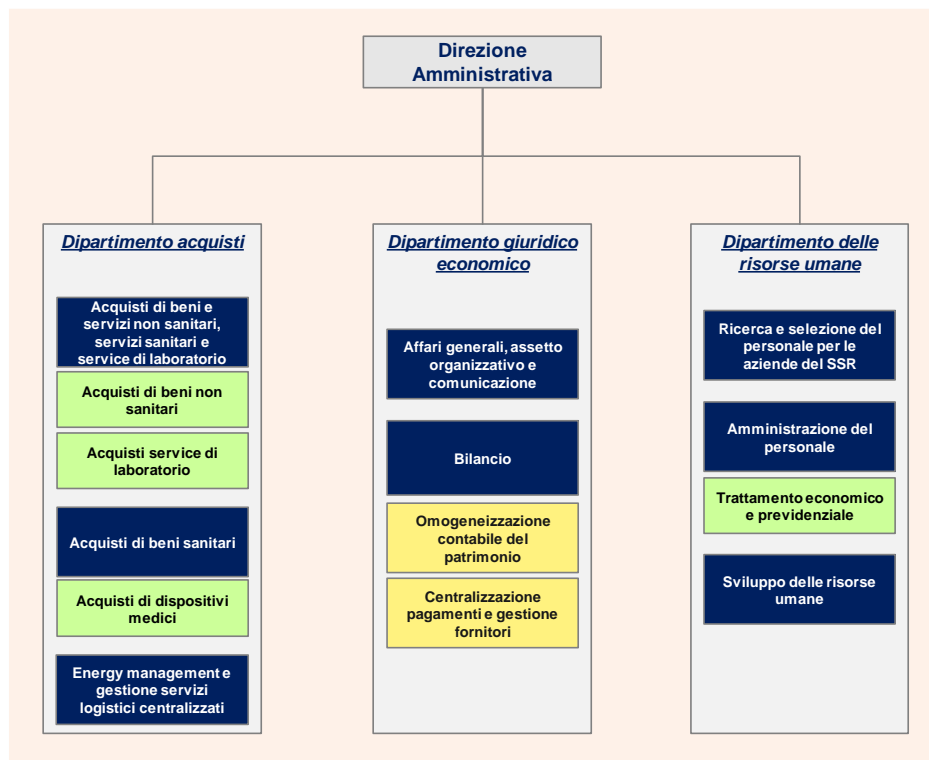 Direzione
Amministrativa
Dipartimento acquisti
Acquisti di beni e
servizi non sanitari,
servizi sanitari e
service di laboratorio
Acquisti di beni non
sanitari
Acquisti service di
laboratorio
Acquisti di beni sanitari
Acquisti di dispositivi
medici
Energy management e
gestione servizi
logistici centralizzati
Dipartimento giuridico
economico
Affari generali, assetto
organizzativo e
comunicazione
Bilancio
Omogeneizzazione
contabile del
patrimonio
Centralizzazione
pagamenti e gestione
fornitori
Dipartimento delle
risorse umane
Ricerca e selezione del
personale per le
aziende del SSR
Amministrazione del
personale
Trattamento economico
e previdenziale
Sviluppo delle risorse
umane